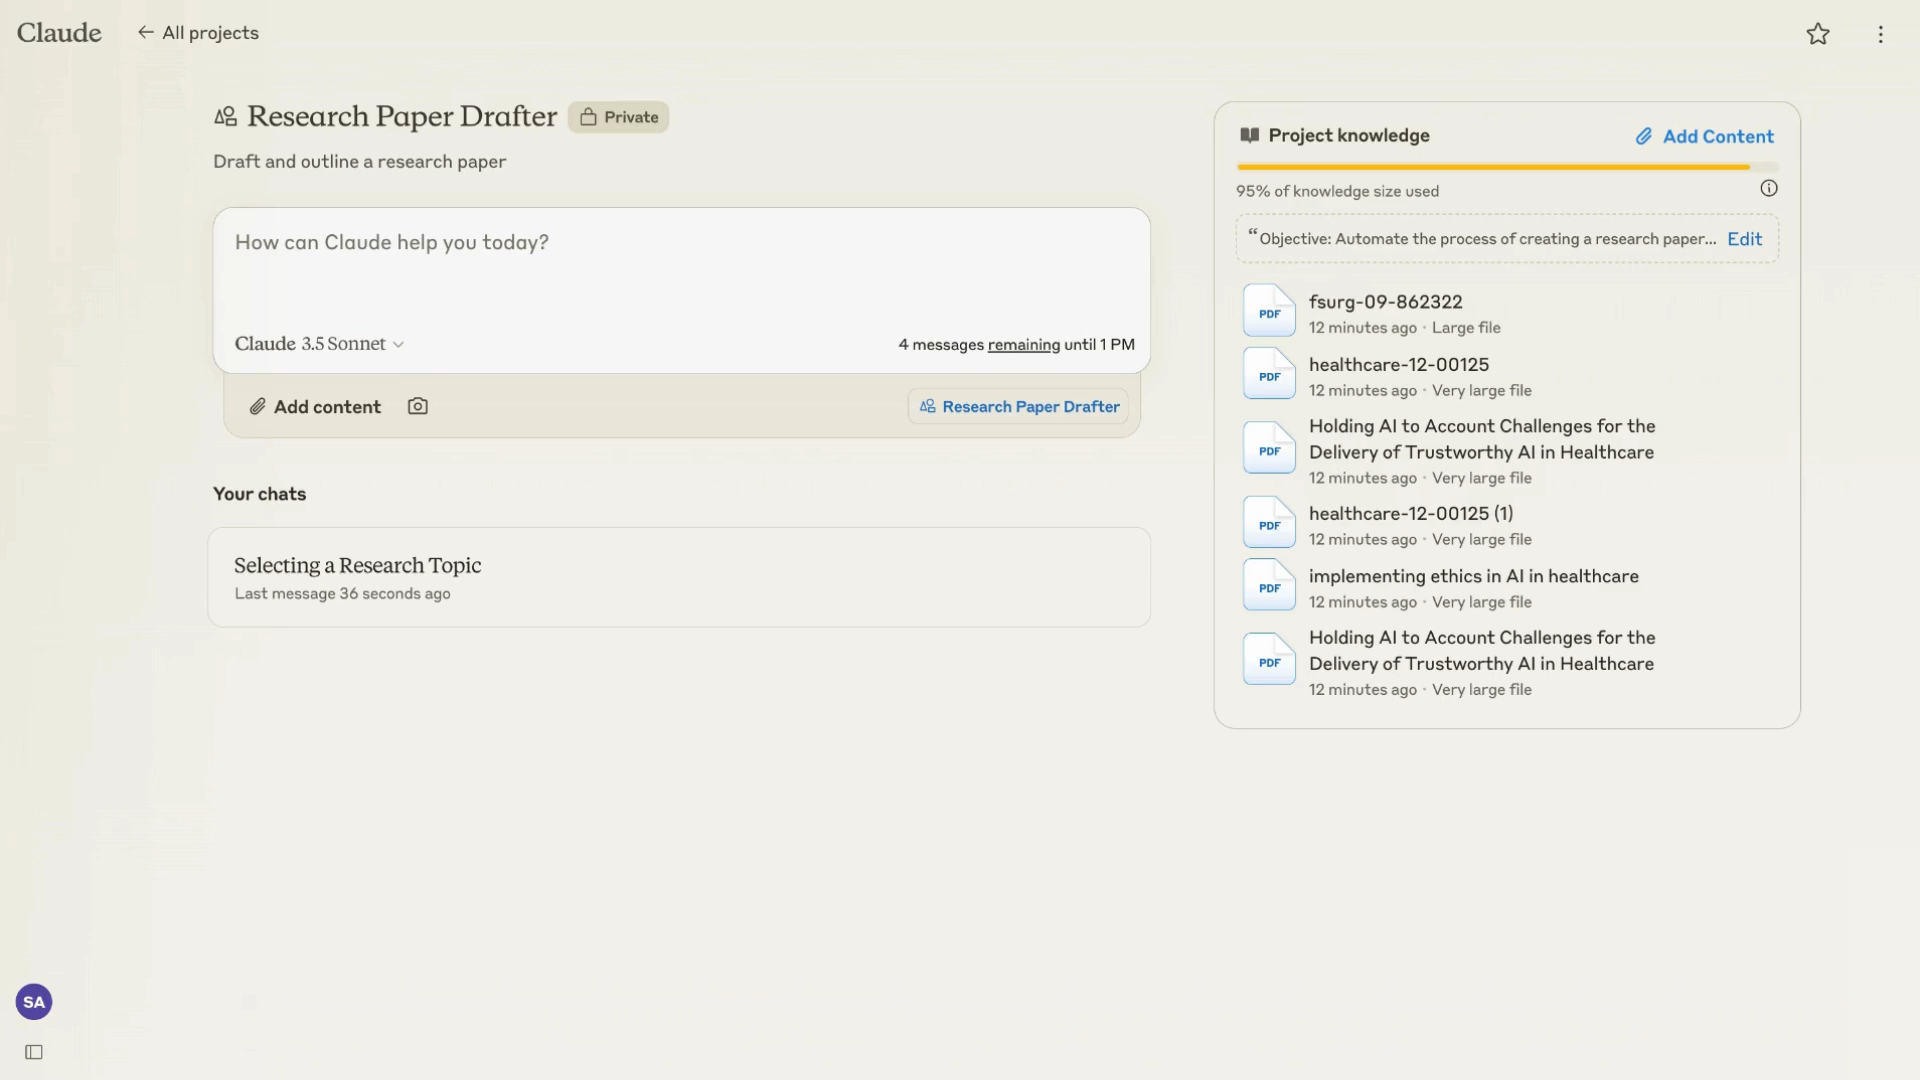 Claude
All projects
Research Paper Drafter
Private
Draft and outline a research paper
How can Claude help you today?
Claude 3.5 Sonnet
4 messages remaining until 1 PM
Add content
Research Paper Drafter
Your chats
Selecting a Research Topic
Last message 36 seconds ago
Project knowledge
Add Content
95% of knowledge size used
“Objective: Automate the process of creating a research paper...
Edit
PDF
fsurg-09-862322
12 minutes ago · Large file
PDF
healthcare-12-00125
12 minutes ago · Very large file
PDF
Holding AI to Account Challenges for the
Delivery of Trustworthy AI in Healthcare
12 minutes ago · Very large file
PDF
healthcare-12-00125 (1)
12 minutes ago · Very large file
PDF
implementing ethics in AI in healthcare
12 minutes ago · Very large file
PDF
Holding AI to Account Challenges for the
Delivery of Trustworthy AI in Healthcare
12 minutes ago · Very large file
SA